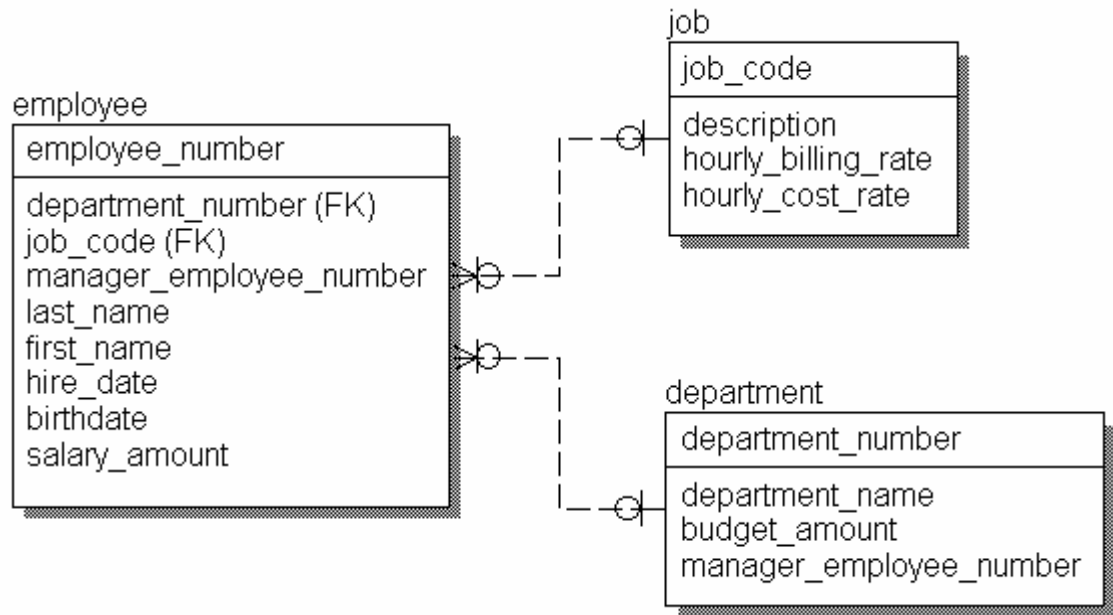 employee
employee_number
department_number (FK)
job_code (FK)
manager_employee_number
last_name
first_name
hire_date
birthdate
salary_amount
job
job_code
description
hourly_billing_rate
hourly_cost_rate
department
department_number
department_name
budget_amount
manager_employee_number